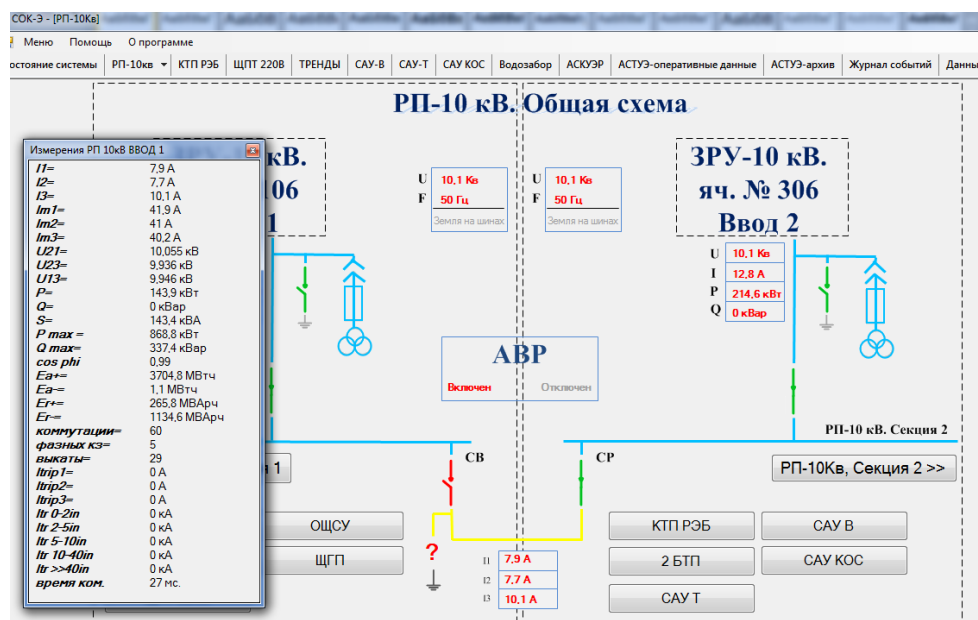 СОК-Э - [РП-10Кв]
Меню Помощь О программе
остояние системы РП-10кв КТП РЭБ ЩПТ 220В ТРЕНДЫ САУ-В САУ-Т САУ КОС Водозабор АСКУЭР АСТУЭ-оперативные данные АСТУЭ-архив Журнал событий Данны
РП-10 кВ. Общая схема
Измерения РП 10кВ ВВОД 1
I1= 7,9 А
I2= 7,7 А
I3= 10,1 А
Im1= 41,9 А
Im2= 41 А
Im3= 40,2 А
U21= 10,055 кВ
U23= 9,936 кВ
U13= 9,946 кВ
P= 143,9 кВт
Q= 0 кВар
S= 143,4 кВА
P max = 868,8 кВт
Q max= 337,4 кВар
cos phi 0,99
Ea+= 3704,8 МВтч
Ea-= 1,1 МВтч
Er+= 265,8 МВАрч
Er-= 1134,6 МВАрч
коммутации= 60
фазных кз= 5
выкаты= 29
Itrip1= 0 А
Itrip2= 0 А
Itrip3= 0 А
Itr 0-2in 0 кА
Itr 2-5in 0 кА
Itr 5-10in 0 кА
Itr 10-40in 0 кА
Itr >>40in 0 кА
время ком. 27 мс.
кВ.
106
1
U 10,1 Кв
F 50 Гц
Земля на шинах
U 10,1 Кв
F 50 Гц
Земля на шинах
ЗРУ-10 кВ.
яч. № 306
Ввод 2
U 10,1 Кв
I 12,8 А
P 214,6 кВт
Q 0 кВар
АВР
Включен Отключен
РП-10 кВ. Секция 2
СВ СР
1
РП-10Кв, Секция 2 >>
ОЩСУ
ЩГП
?
I1 7,9 А
I2 7,7 А
I3 10,1 А
КТП РЭБ САУ В
2 БТП САУ КОС
САУ Т